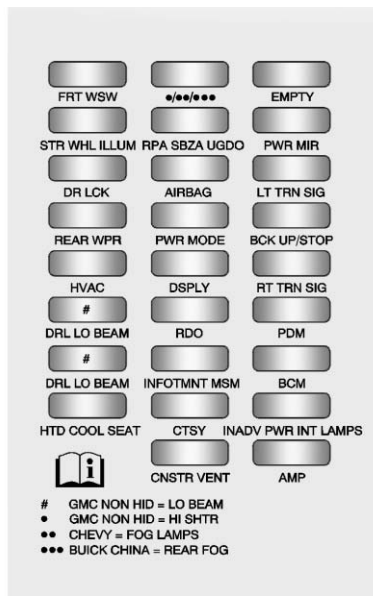 FRT WSW ●/●●/●●● EMPTY
STR WHL ILLUM RPA SBZA UGDO PWR MIR
DR LCK AIRBAG LT TRN SIG
REAR WPR PWR MODE BCK UP/STOP
HVAC DSPLY RT TRN SIG
#
DRL LO BEAM RDO PDM
#
DRL LO BEAM INFOTMNT MSM BCM
HTD COOL SEAT CTSY INADV PWR INT LAMPS
i
CNSTR VENT AMP
# GMC NON HID = LO BEAM
● GMC NON HID = HI SHTR
●● CHEVY = FOG LAMPS
●●● BUICK CHINA = REAR FOG